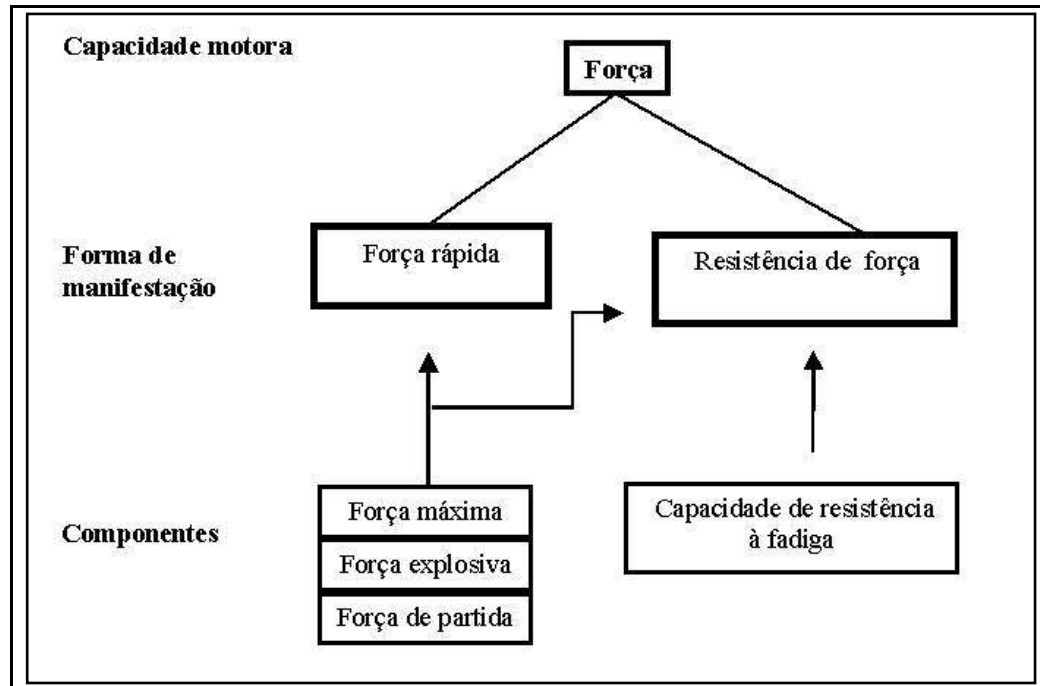 Capacidade motora
Força
Forma de
manifestação
Força rápida
Resistência de força
Componentes
Força máxima
Força explosiva
Força de partida
Capacidade de resistência
à fadiga